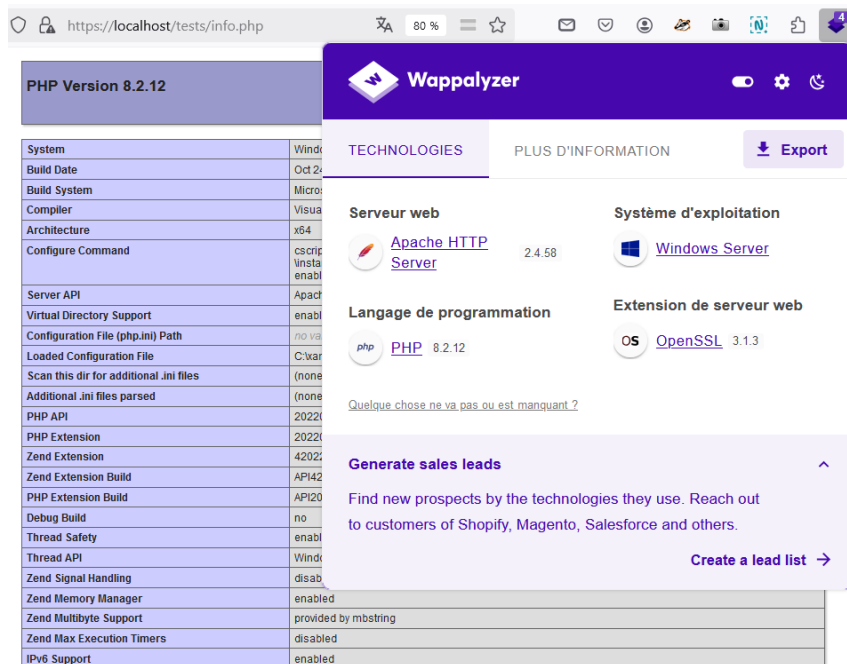 https://localhost/tests/info.php
80 %
4
PHP Version 8.2.12
System
Build Date
Build System
Compiler
Architecture x64
Configure Command
Server API
Virtual Directory Support
Configuration File (php.ini) Path
Loaded Configuration File
Scan this dir for additional .ini files
Additional .ini files parsed
PHP API
PHP Extension
Zend Extension
Zend Extension Build
PHP Extension Build
Debug Build no
Thread Safety
Thread API
Zend Signal Handling
Zend Memory Manager enabled
Zend Multibyte Support provided by mbstring
Zend Max Execution Timers disabled
IPv6 Support enabled
Wappalyzer
TECHNOLOGIES PLUS D'INFORMATION Export
Serveur web
Apache HTTP
Server
2.4.58
Système d'exploitation
Windows Server
Langage de programmation
php PHP 8.2.12
Extension de serveur web
OS OpenSSL 3.1.3
Quelque chose ne va pas ou est manquant ?
Generate sales leads
Find new prospects by the technologies they use. Reach out
to customers of Shopify, Magento, Salesforce and others.
Create a lead list